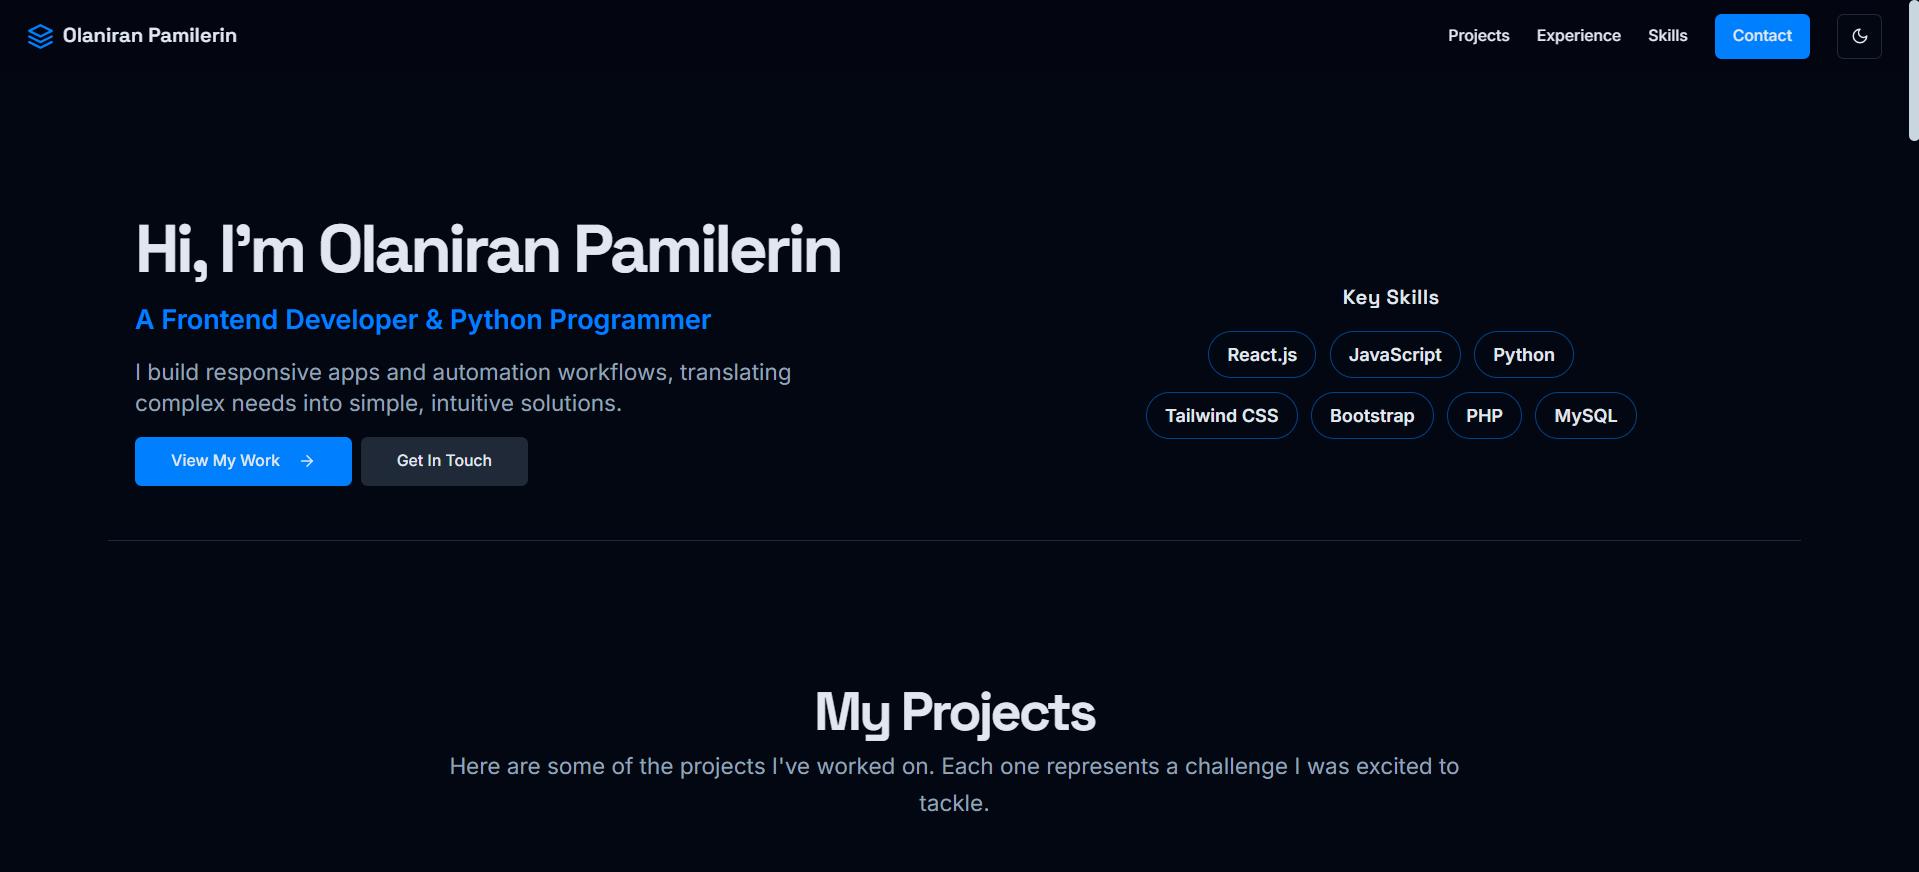 Olaniran Pamilerin
Projects Experience Skills Contact
Hi, I’m Olaniran Pamilerin
A Frontend Developer & Python Programmer
I build responsive apps and automation workflows, translating
complex needs into simple, intuitive solutions.
View My Work
Get In Touch
Key Skills
React.js JavaScript Python
Tailwind CSS Bootstrap PHP MySQL
My Projects
Here are some of the projects I've worked on. Each one represents a challenge I was excited to
tackle.